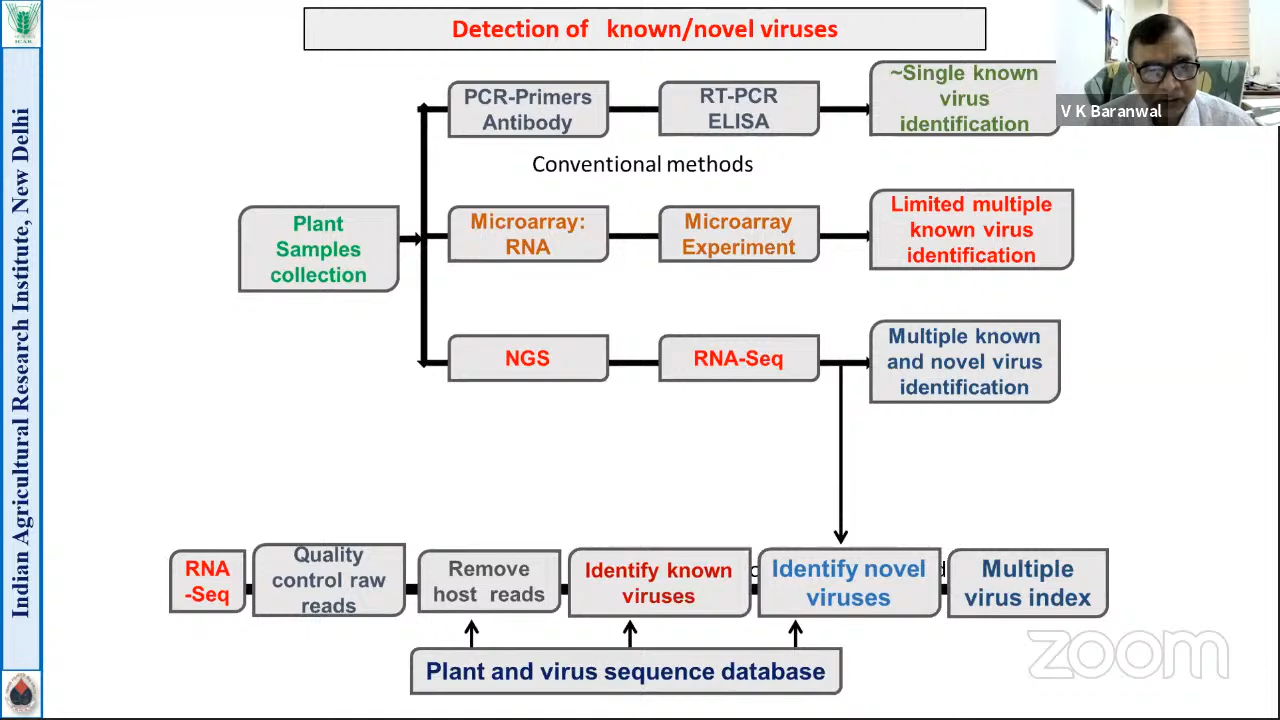 Detection of known/novel viruses
Indian Agricultural Research Institute, New Delhi
ICAR
V K Baranwal
PCR-Primers
Antibody
RT-PCR
ELISA
~Single known
virus
identification
Conventional methods
Plant
Samples
collection
Microarray:
RNA
Microarray
Experiment
Limited multiple
known virus
identification
NGS
RNA-Seq
Multiple known
and novel virus
identification
RNA
-Seq
Quality
control raw
reads
Remove
host reads
Identify known
viruses
Identify novel
viruses
Multiple
virus index
Plant and virus sequence database
zoom